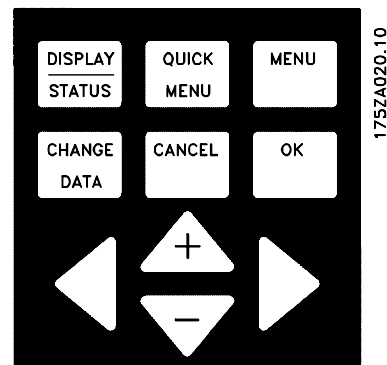 DISPLAY
STATUS
QUICK
MENU
MENU
CHANGE
DATA
CANCEL
OK
+
−
175ZA020.10